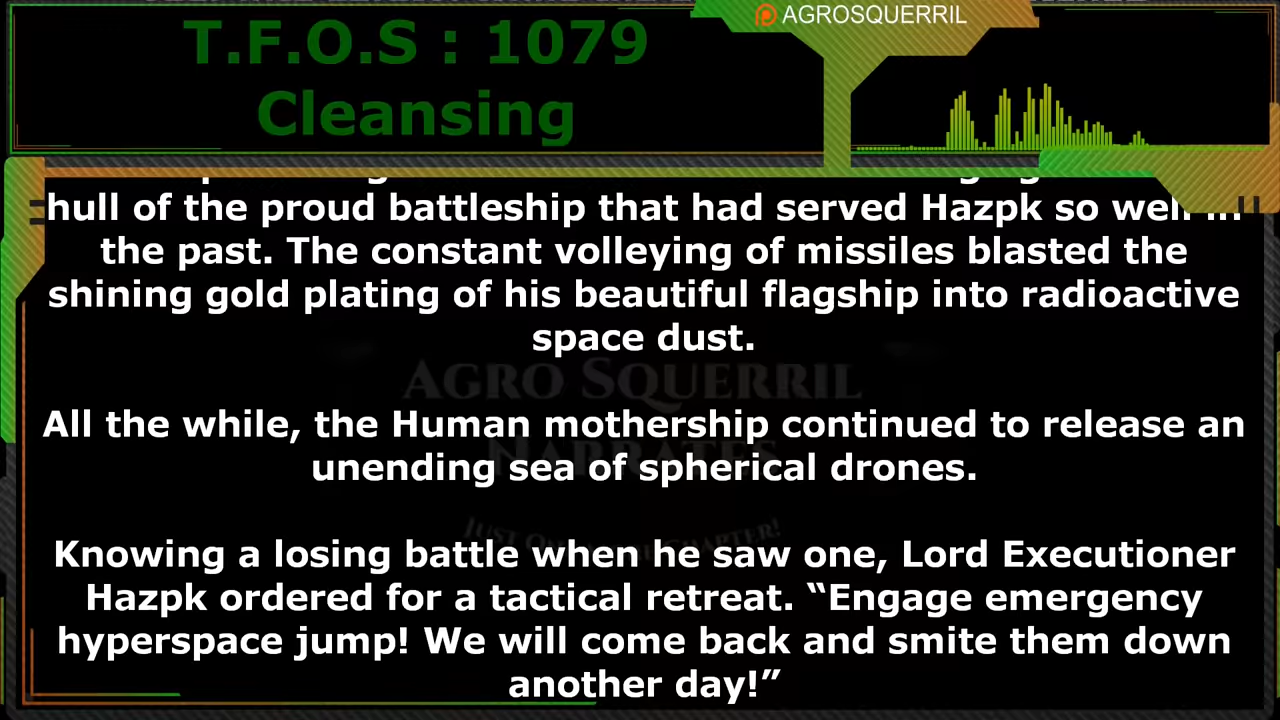 AGROSQUERRIL
T.F.O.S : 1079
Cleansing
hull of the proud battleship that had served Hazpk so well in
the past. The constant volleying of missiles blasted the
shining gold plating of his beautiful flagship into radioactive
space dust.
AGRO SQUERRIL
NARRATES
All the while, the Human mothership continued to release an
unending sea of spherical drones.
Knowing a losing battle when he saw one, Lord Executioner
Hazpk ordered for a tactical retreat. “Engage emergency
hyperspace jump! We will come back and smite them down
another day!”